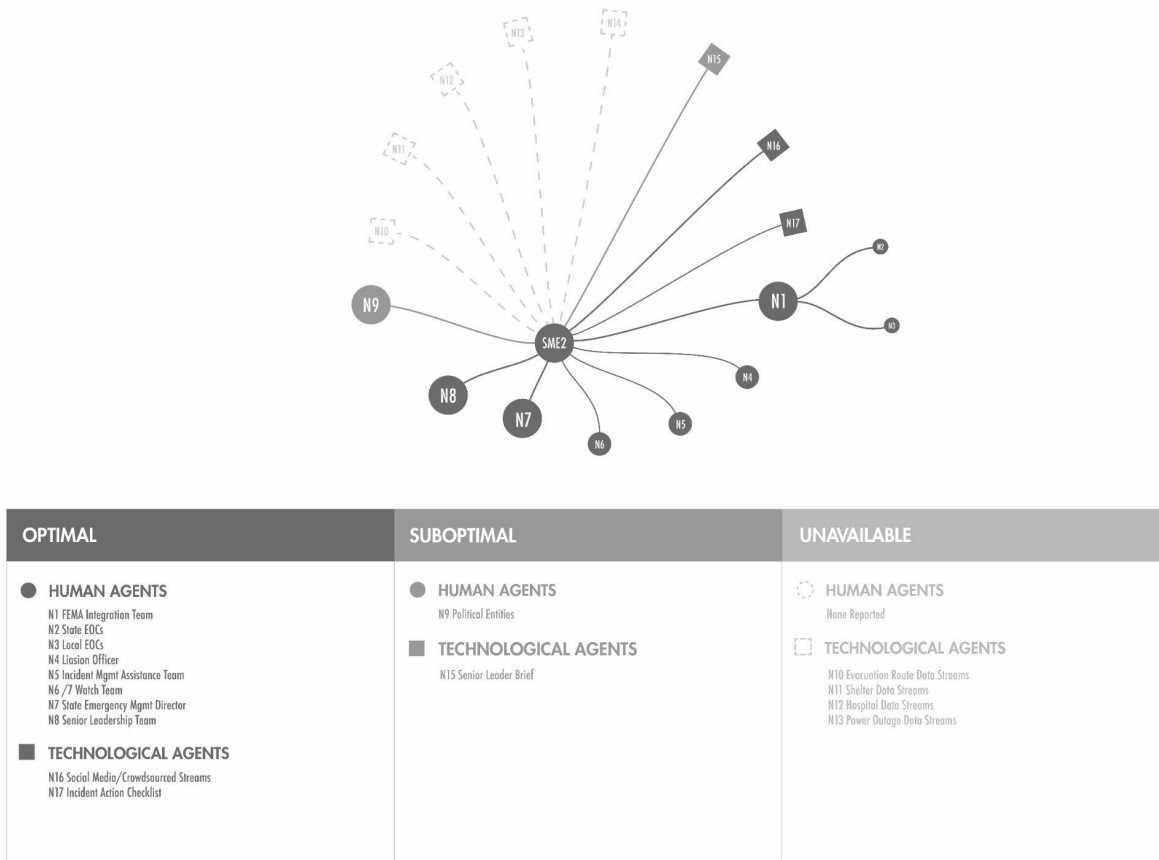 N14
N13
N15
N12
N16
N11
N17
N10
N2
N1
N9
N3
SME2
N4
N8
N7
N5
N6
OPTIMAL
HUMAN AGENTS
N1 FEMA Integration Team
N2 State EOCs
N3 Local EOCs
N4 Liasion Officer
N5 Incident Mgmt Assistance Team
N6 /7 Watch Team
N7 State Emergency Mgmt Director
N8 Senior Leadership Team
TECHNOLOGICAL AGENTS
N16 Social Media/Crowdsourced Streams
N17 Incident Action Checklist
SUBOPTIMAL
HUMAN AGENTS
N9 Political Entities
TECHNOLOGICAL AGENTS
N15 Senior Leader Brief
UNAVAILABLE
HUMAN AGENTS
None Reported
TECHNOLOGICAL AGENTS
N10 Evacuation Route Data Streams
N11 Shelter Data Streams
N12 Hospital Data Streams
N13 Power Outage Data Streams